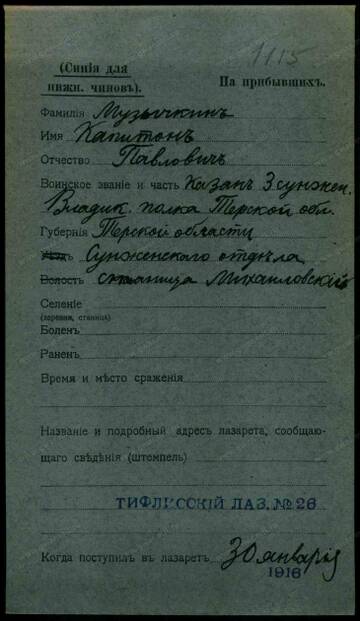 1115
(Синія для
нижн. чиновъ).
На прибывшихъ.
Фамилія Музычкинъ
Имя Капитонъ
Отчество Павловичъ
Воинское званіе и часть Казакъ 3 сунжен.
Владик. полка Терской обл.
Губернія Терской области
Уѣздъ Сунженскаго отдѣла
Волость станица Михаиловскій
Селеніе
(деревня, станица)
Боленъ
Раненъ
Время и мѣсто сраженія
Названіе и подробный адресъ лазарета, сообщаю-
щаго свѣдѣнія (штемпель)
ТИФЛИССКІЙ ЛАЗ. № 26
Когда поступилъ въ лазаретъ 30 января
1916